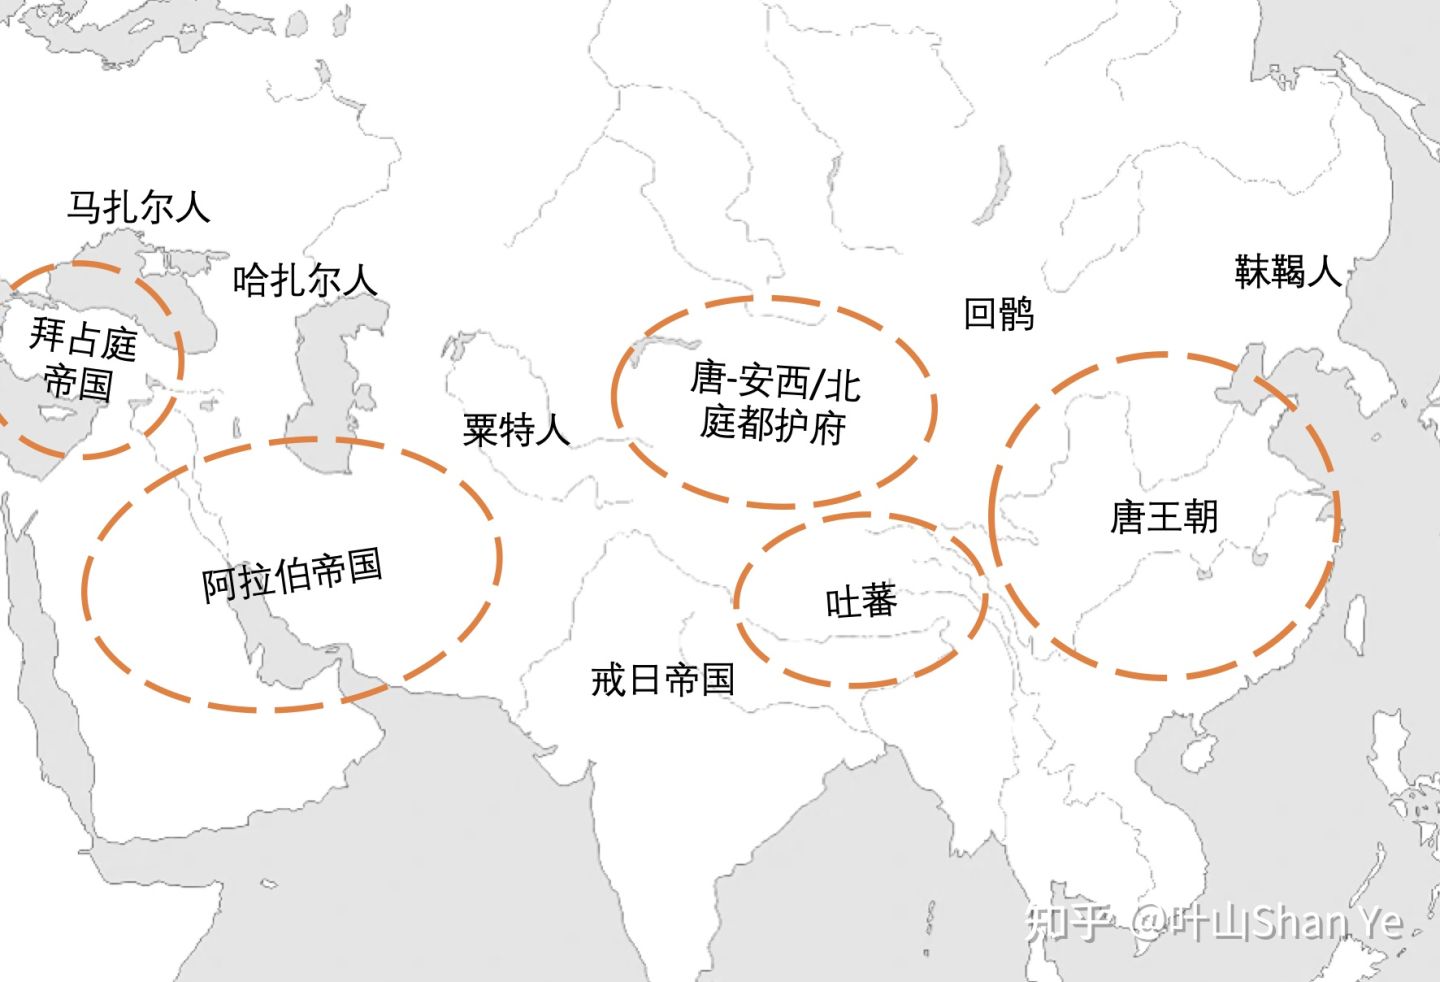 马扎尔人
哈扎尔人
靺鞨人
回鹘
拜占庭
帝国
唐-安西/北
庭都护府
粟特人
唐王朝
阿拉伯帝国
吐蕃
戒日帝国
知乎 @叶山Shan Ye